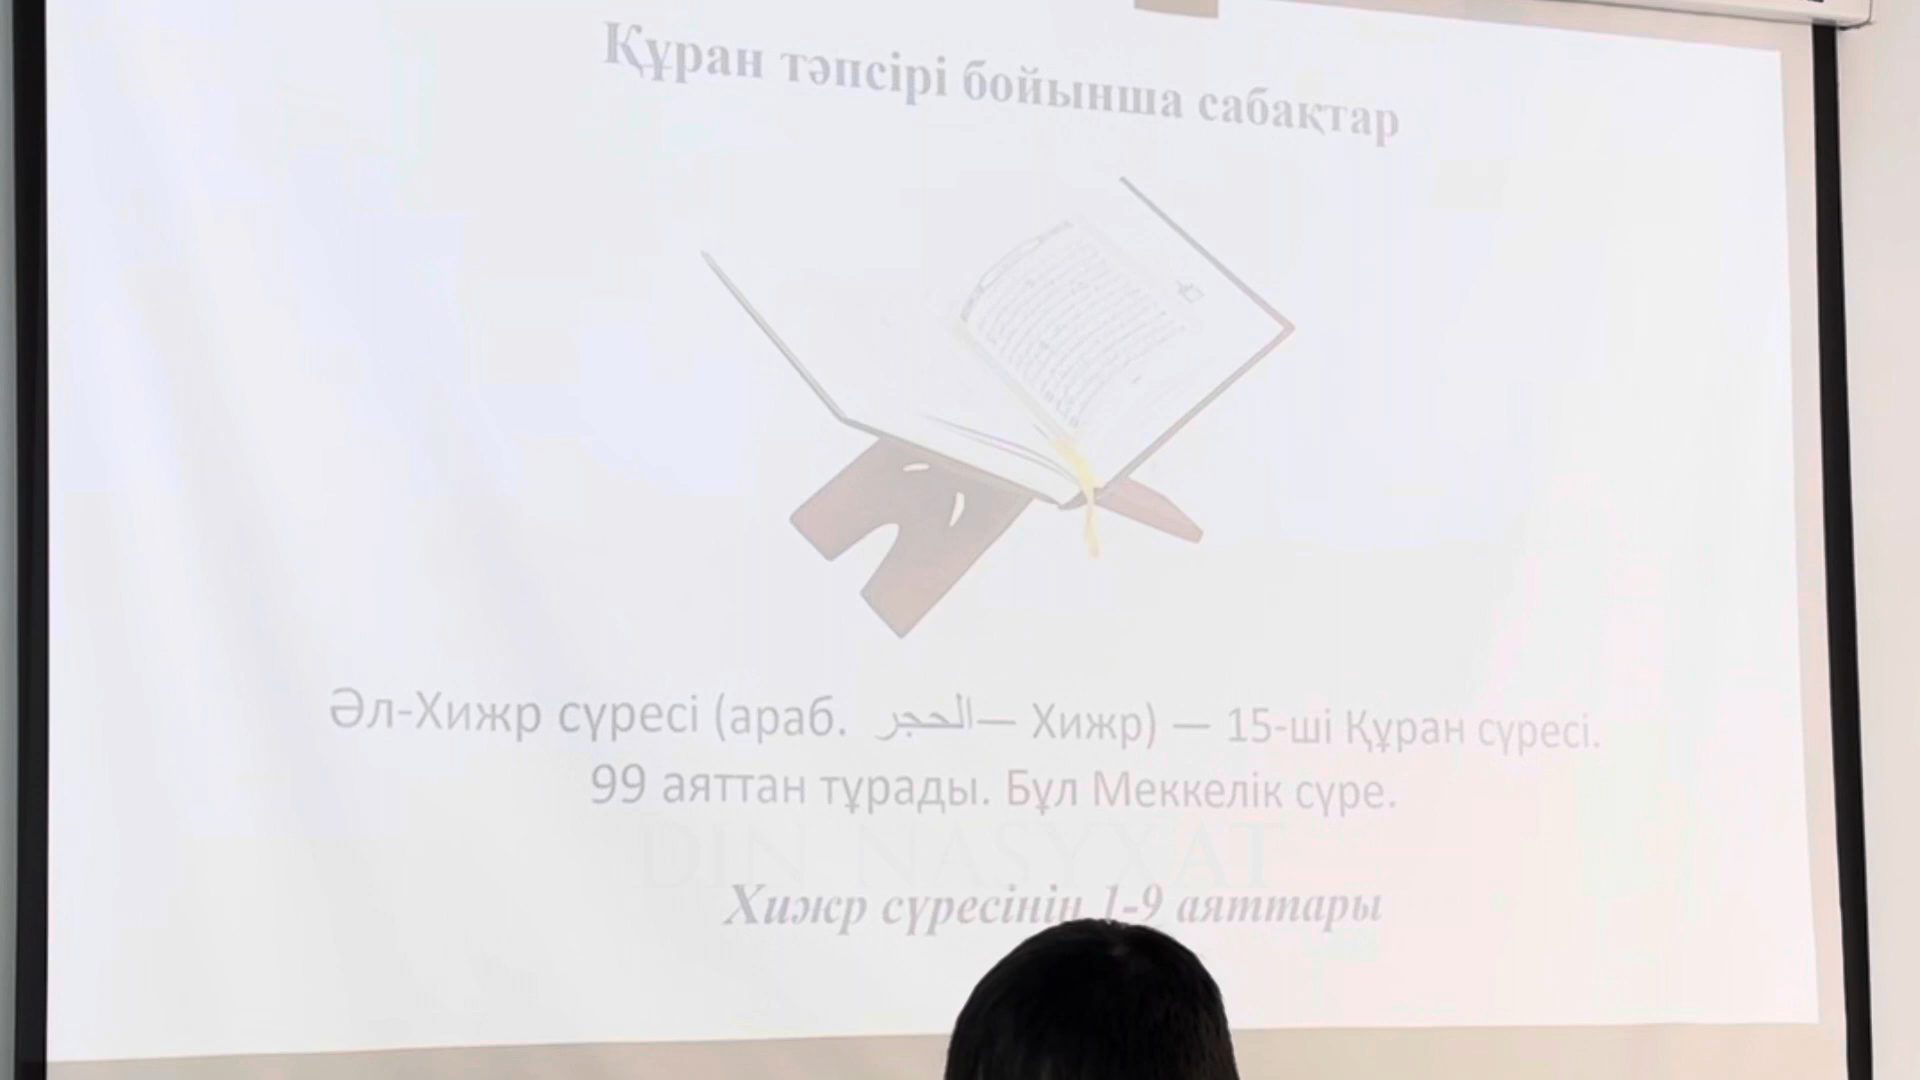 Құран тәпсірі бойынша сабақтар
Әл-Хижр сүресі (араб. الحجر— Хижр) — 15-ші Құран сүресі.
99 аяттан тұрады. Бұл Меккелік сүре.
DIN NASYXAT
Хижр сүресінің 1-9 аяттары